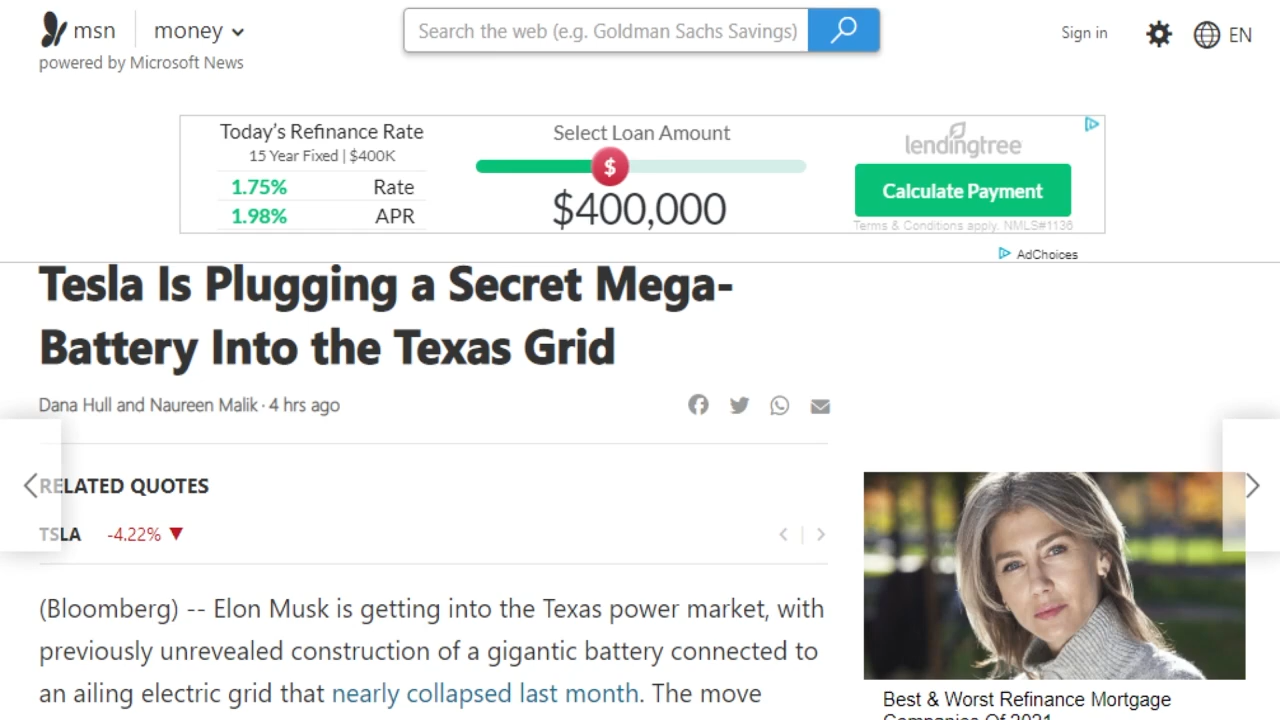 msn money
powered by Microsoft News
Search the web (e.g. Goldman Sachs Savings)
Sign in
EN
Today's Refinance Rate
15 Year Fixed | $400K
1.75% Rate
1.98% APR
Select Loan Amount
$
$400,000
lendingtree
Calculate Payment
Terms & Conditions apply. NMLS#1136
AdChoices
Tesla Is Plugging a Secret Mega-
Battery Into the Texas Grid
Dana Hull and Naureen Malik · 4 hrs ago
RELATED QUOTES
TSLA -4.22% ▼
(Bloomberg) -- Elon Musk is getting into the Texas power market, with
previously unrevealed construction of a gigantic battery connected to
an ailing electric grid that nearly collapsed last month. The move
Best & Worst Refinance Mortgage
Companies Of 2021